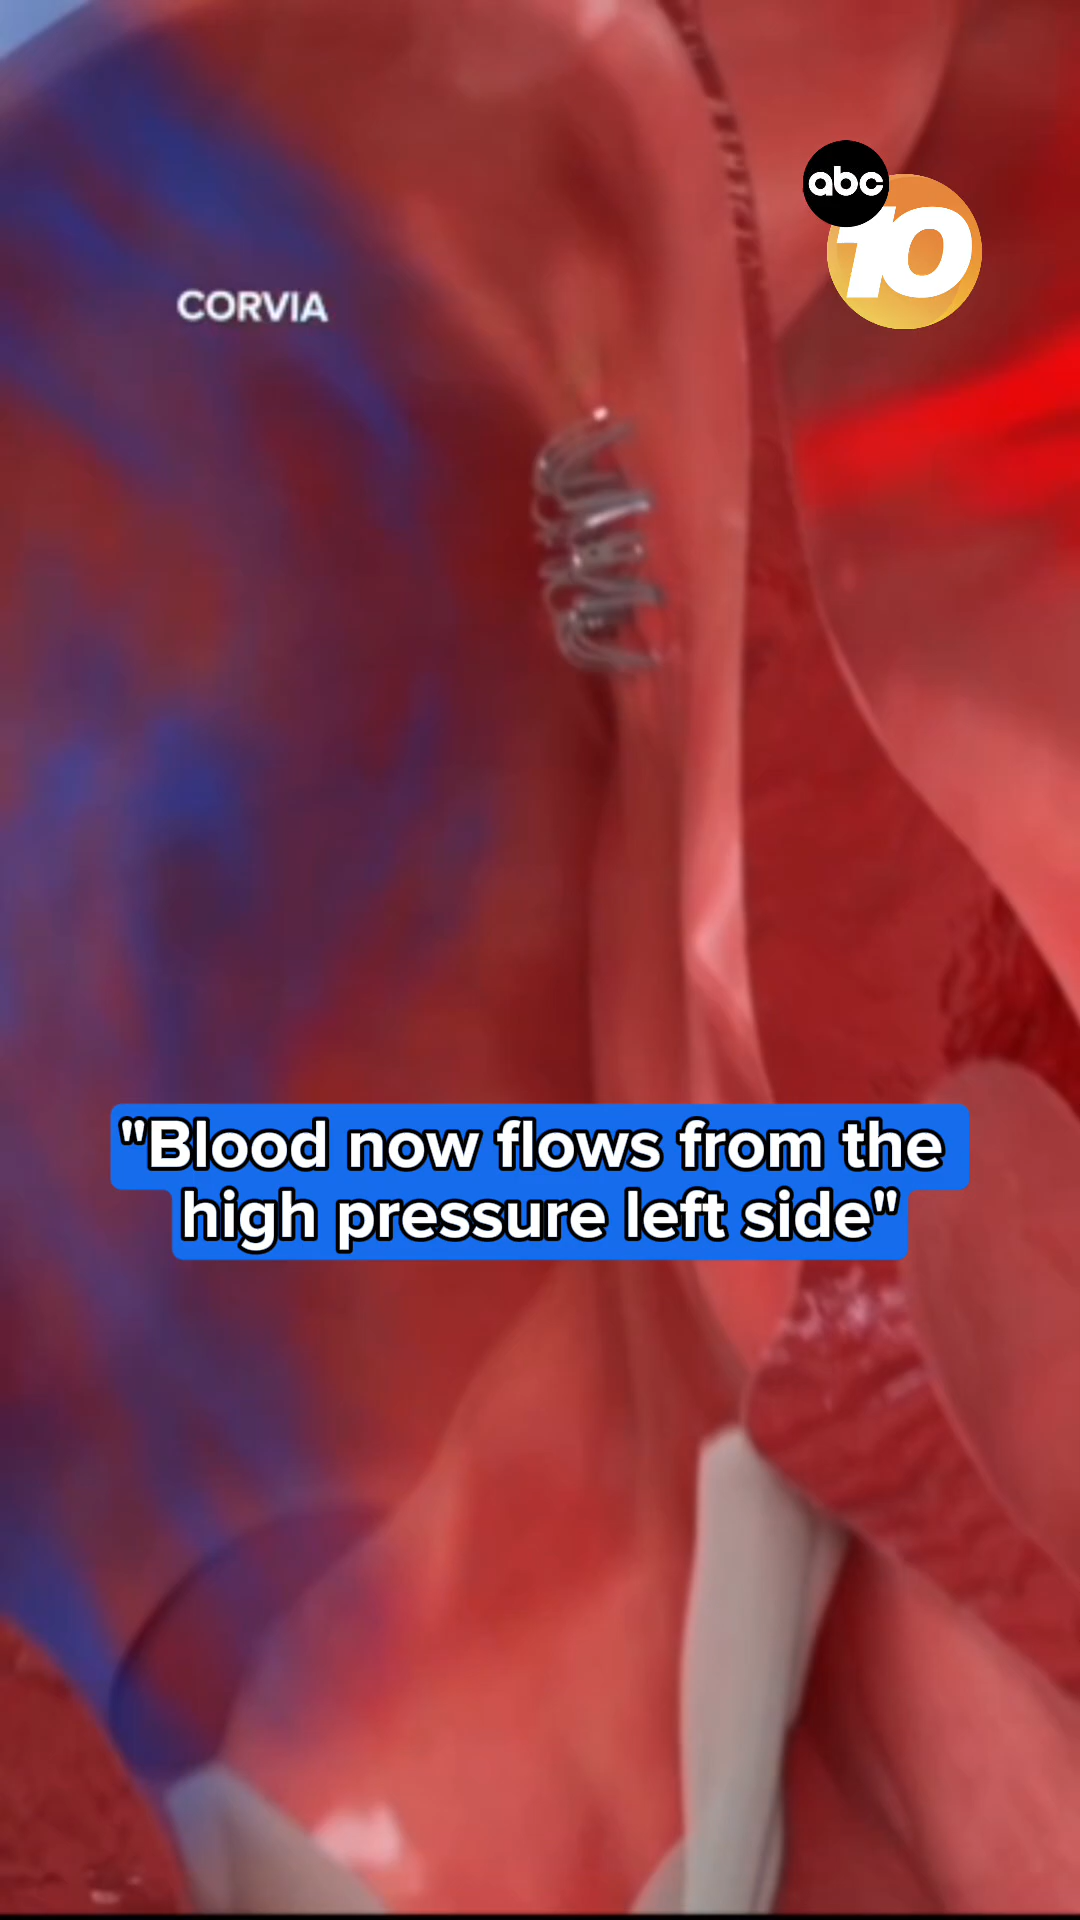 abc
10
CORVIA
"Blood now flows from the
high pressure left side"